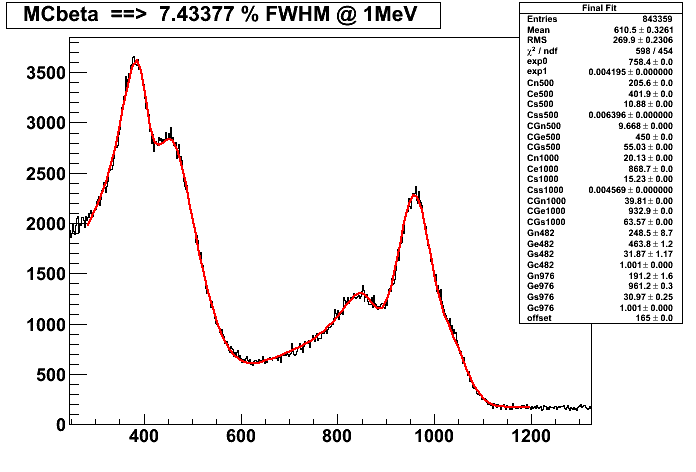 MCbeta ==> 7.43377 % FWHM @ 1MeV
Final Fit
Entries 843359
Mean 610.5 ± 0.3261
RMS 269.9 ± 0.2306
χ² / ndf 598 / 454
exp0 758.4 ± 0.0
exp1 0.004195 ± 0.000000
Cn500 205.6 ± 0.0
Ce500 401.9 ± 0.0
Cs500 10.88 ± 0.00
Css500 0.006396 ± 0.000000
CGn500 9.668 ± 0.000
CGe500 450 ± 0.0
CGs500 55.03 ± 0.00
Cn1000 20.13 ± 0.00
Ce1000 868.7 ± 0.0
Cs1000 15.23 ± 0.00
Css1000 0.004569 ± 0.000000
CGn1000 39.81 ± 0.00
CGe1000 932.9 ± 0.0
CGs1000 63.57 ± 0.00
Gn482 248.5 ± 8.7
Ge482 463.8 ± 1.2
Gs482 31.87 ± 1.17
Gc482 1.001 ± 0.000
Gn976 191.2 ± 1.6
Ge976 961.2 ± 0.3
Gs976 30.97 ± 0.25
Gc976 1.001 ± 0.000
offset 165 ± 0.0
3500
3000
2500
2000
1500
1000
500
0
400 600 800 1000 1200